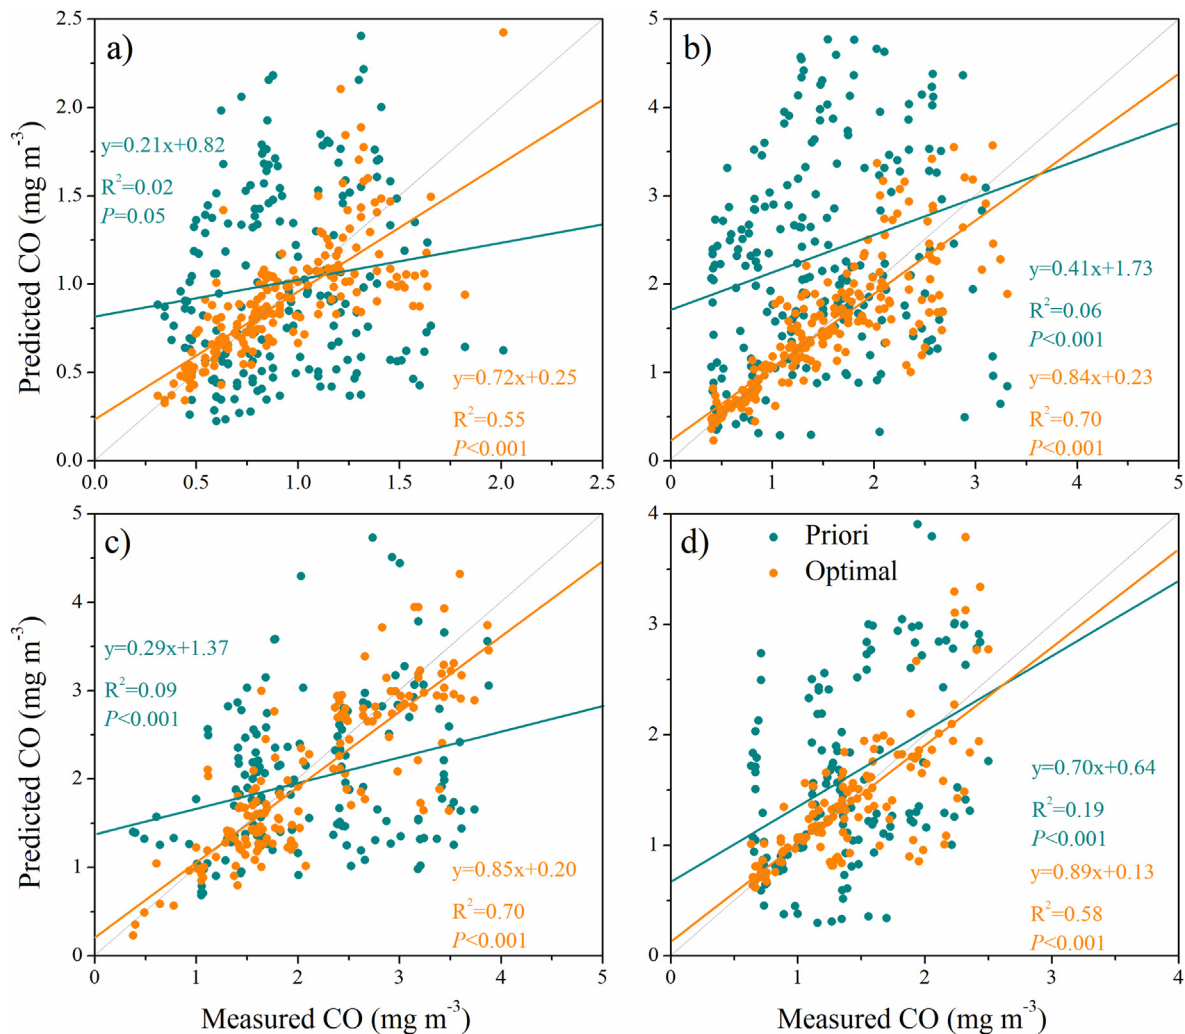 a)
Predicted CO (mg m⁻³)
2.5
2.0
1.5
1.0
0.5
0.0
y=0.21x+0.82
R²=0.02
P=0.05
y=0.72x+0.25
R²=0.55
P<0.001
0.0 0.5 1.0 1.5 2.0 2.5
b)
5
4
3
2
1
0
y=0.41x+1.73
R²=0.06
P<0.001
y=0.84x+0.23
R²=0.70
P<0.001
0 1 2 3 4 5
c)
Predicted CO (mg m⁻³)
5
4
3
2
1
0
y=0.29x+1.37
R²=0.09
P<0.001
y=0.85x+0.20
R²=0.70
P<0.001
0 1 2 3 4 5
Measured CO (mg m⁻³)
d)
Priori
Optimal
4
3
2
1
0
y=0.70x+0.64
R²=0.19
P<0.001
y=0.89x+0.13
R²=0.58
P<0.001
0 1 2 3 4
Measured CO (mg m⁻³)